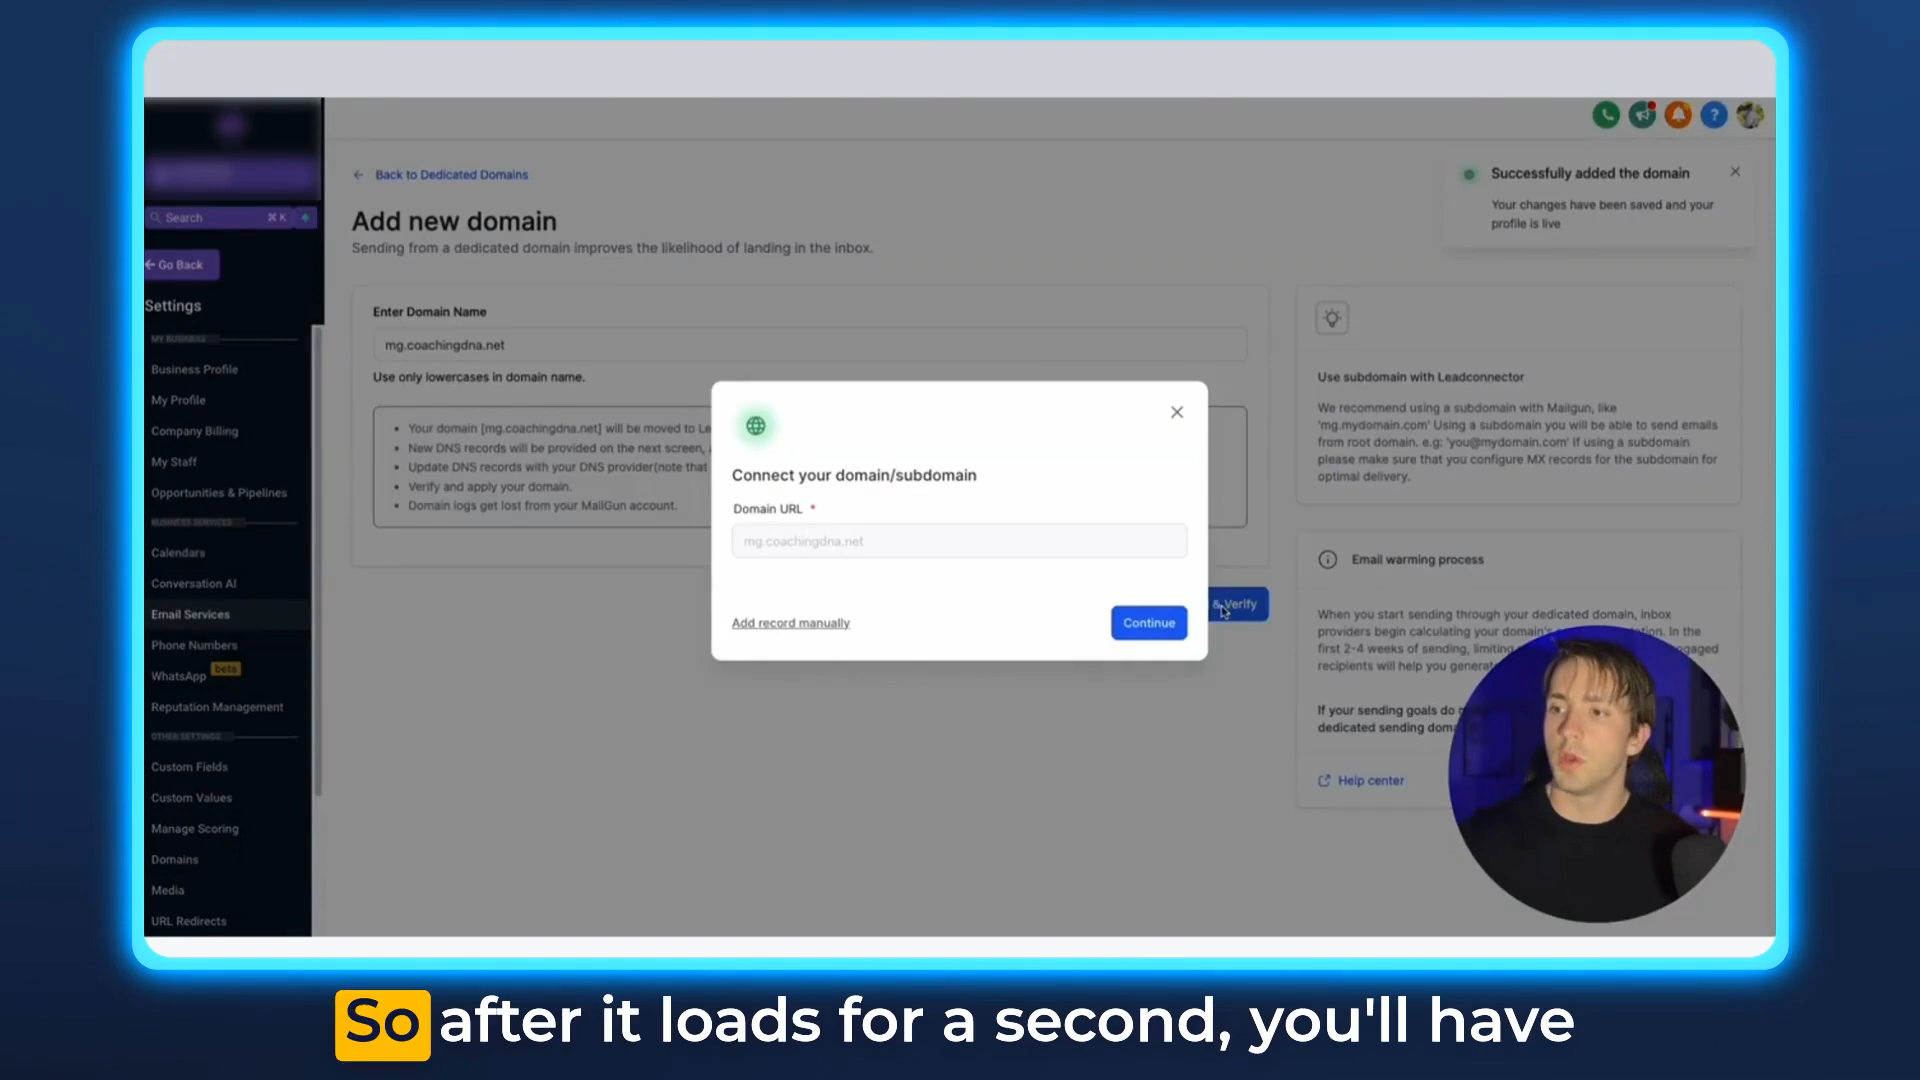 Search ⌘ K
← Go Back
Settings
MY BUSINESS
Business Profile
My Profile
Company Billing
My Staff
Opportunities & Pipelines
BUSINESS SERVICES
Calendars
Conversation AI
Email Services
Phone Numbers
WhatsApp beta
Reputation Management
OTHER SETTINGS
Custom Fields
Custom Values
Manage Scoring
Domains
Media
URL Redirects
← Back to Dedicated Domains
Add new domain
Sending from a dedicated domain improves the likelihood of landing in the inbox.
Enter Domain Name
mg.coachingdna.net
Use only lowercases in domain name.
• Your domain [mg.coachingdna.net] will be moved to
• New DNS records will be provided on the next screen,
• Update DNS records with your DNS provider(note that
• Verify and apply your domain.
• Domain logs get lost from your MailGun account.
& Verify
Connect your domain/subdomain
Domain URL *
mg.coachingdna.net
Add record manually
Continue
?
Successfully added the domain
Your changes have been saved and your
profile is live
Use subdomain with Leadconnector
We recommend using a subdomain with Mailgun, like
'mg.mydomain.com' Using a subdomain you will be able to send emails
from root domain. e.g: 'you@mydomain.com' If using a subdomain
please make sure that you configure MX records for the subdomain for
optimal delivery.
Email warming process
When you start sending through your dedicated domain, inbox
providers begin calculating your domain's In the
first 2-4 weeks of sending, limiting
recipients will help you
If your sending goals do
dedicated sending
Help center
So after it loads for a second, you'll have